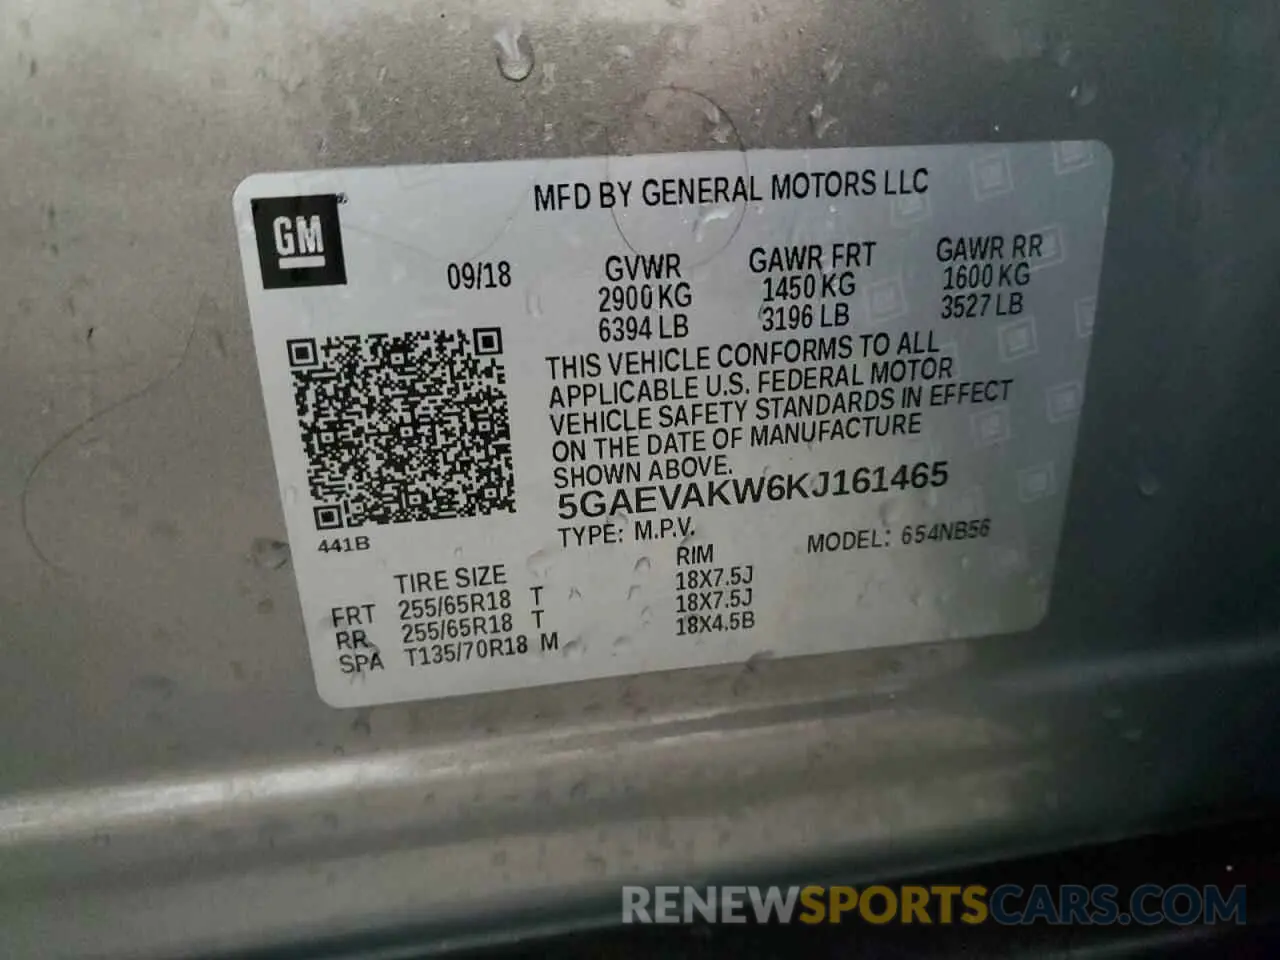 GM
MFD BY GENERAL MOTORS LLC
09/18
GVWR GAWR FRT GAWR RR
2900 KG 1450 KG 1600 KG
6394 LB 3196 LB 3527 LB
THIS VEHICLE CONFORMS TO ALL
APPLICABLE U.S. FEDERAL MOTOR
VEHICLE SAFETY STANDARDS IN EFFECT
ON THE DATE OF MANUFACTURE
SHOWN ABOVE.
5GAEVAKW6KJ161465
441B
TYPE: M.P.V. MODEL: 654NB56
TIRE SIZE RIM
FRT 255/65R18 T 18X7.5J
RR 255/65R18 T 18X7.5J
SPA T135/70R18 M 18X4.5B
RENEWSPORTSCARS.COM